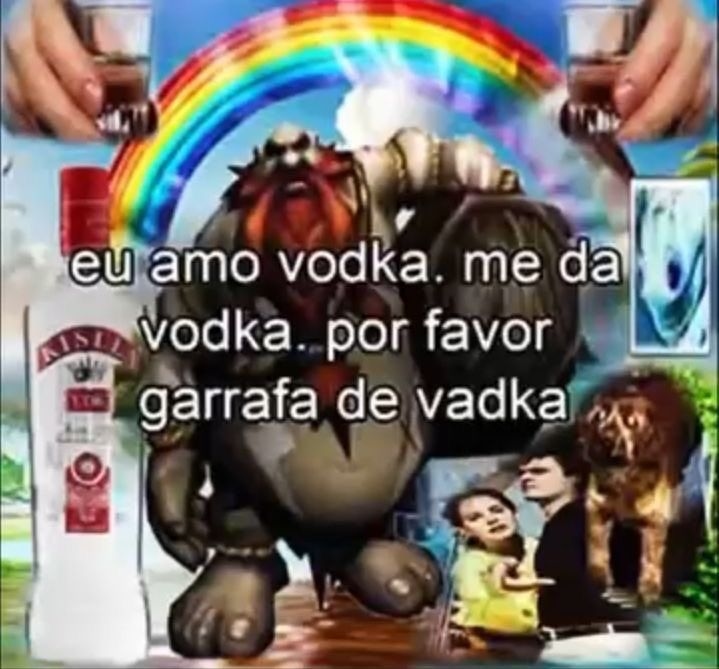 eu amo vodka. me da
vodka. por favor
garrafa de vadka